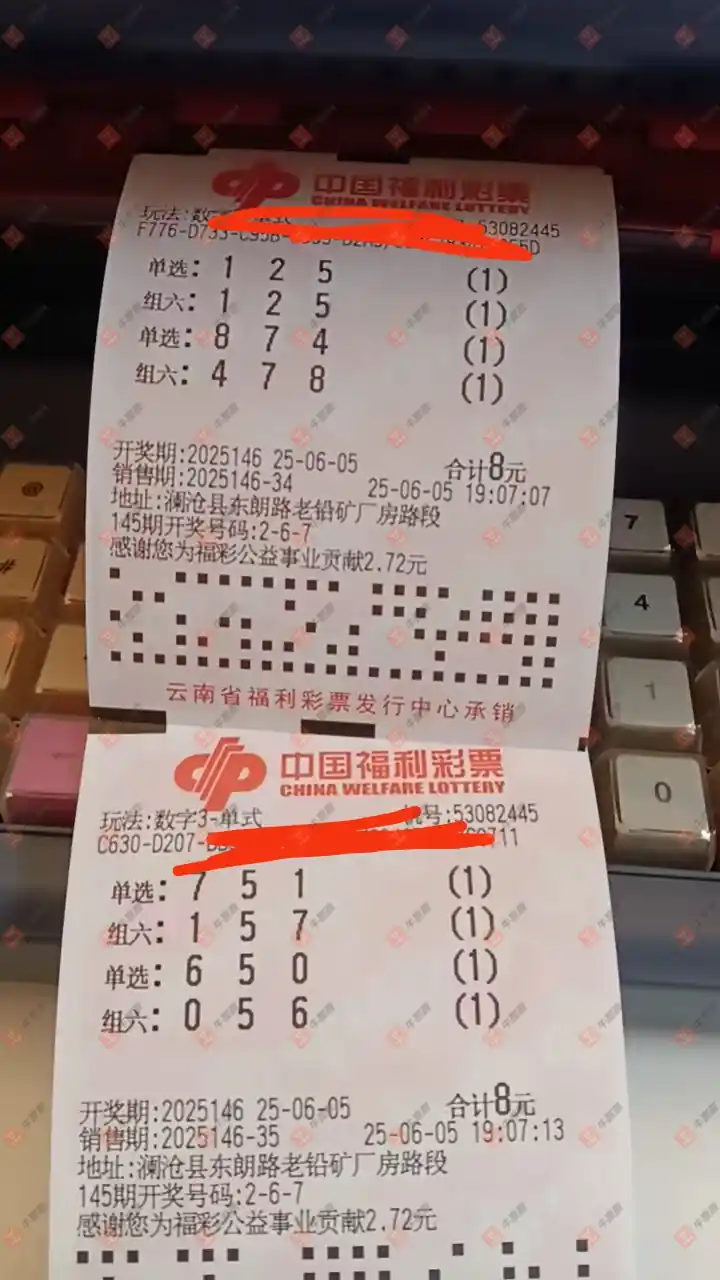 中国福利彩票
CHINA WELFARE LOTTERY
玩法:数 53082445
F776-D733-C95B
单选: 1 2 5 (1)
组六: 1 2 5 (1)
单选: 8 7 4 (1)
组六: 4 7 8 (1)
开奖期:2025146 25-06-05 合计8元
销售期:2025146-34 25-06-05 19:07:07
地址:澜沧县东朗路老铅矿厂房路段
145期开奖号码:2-6-7
感谢您为福彩公益事业贡献2.72元
云南省福利彩票发行中心承销
中国福利彩票
CHINA WELFARE LOTTERY
玩法:数字3-单式 机号:53082445
C630-D207- 0711
单选: 7 5 1 (1)
组六: 1 5 7 (1)
单选: 6 5 0 (1)
组六: 0 5 6 (1)
开奖期:2025146 25-06-05 合计8元
销售期:2025146-35 25-06-05 19:07:13
地址:澜沧县东朗路老铅矿厂房路段
145期开奖号码:2-6-7
感谢您为福彩公益事业贡献2.72元
@
#
7
4
1
0